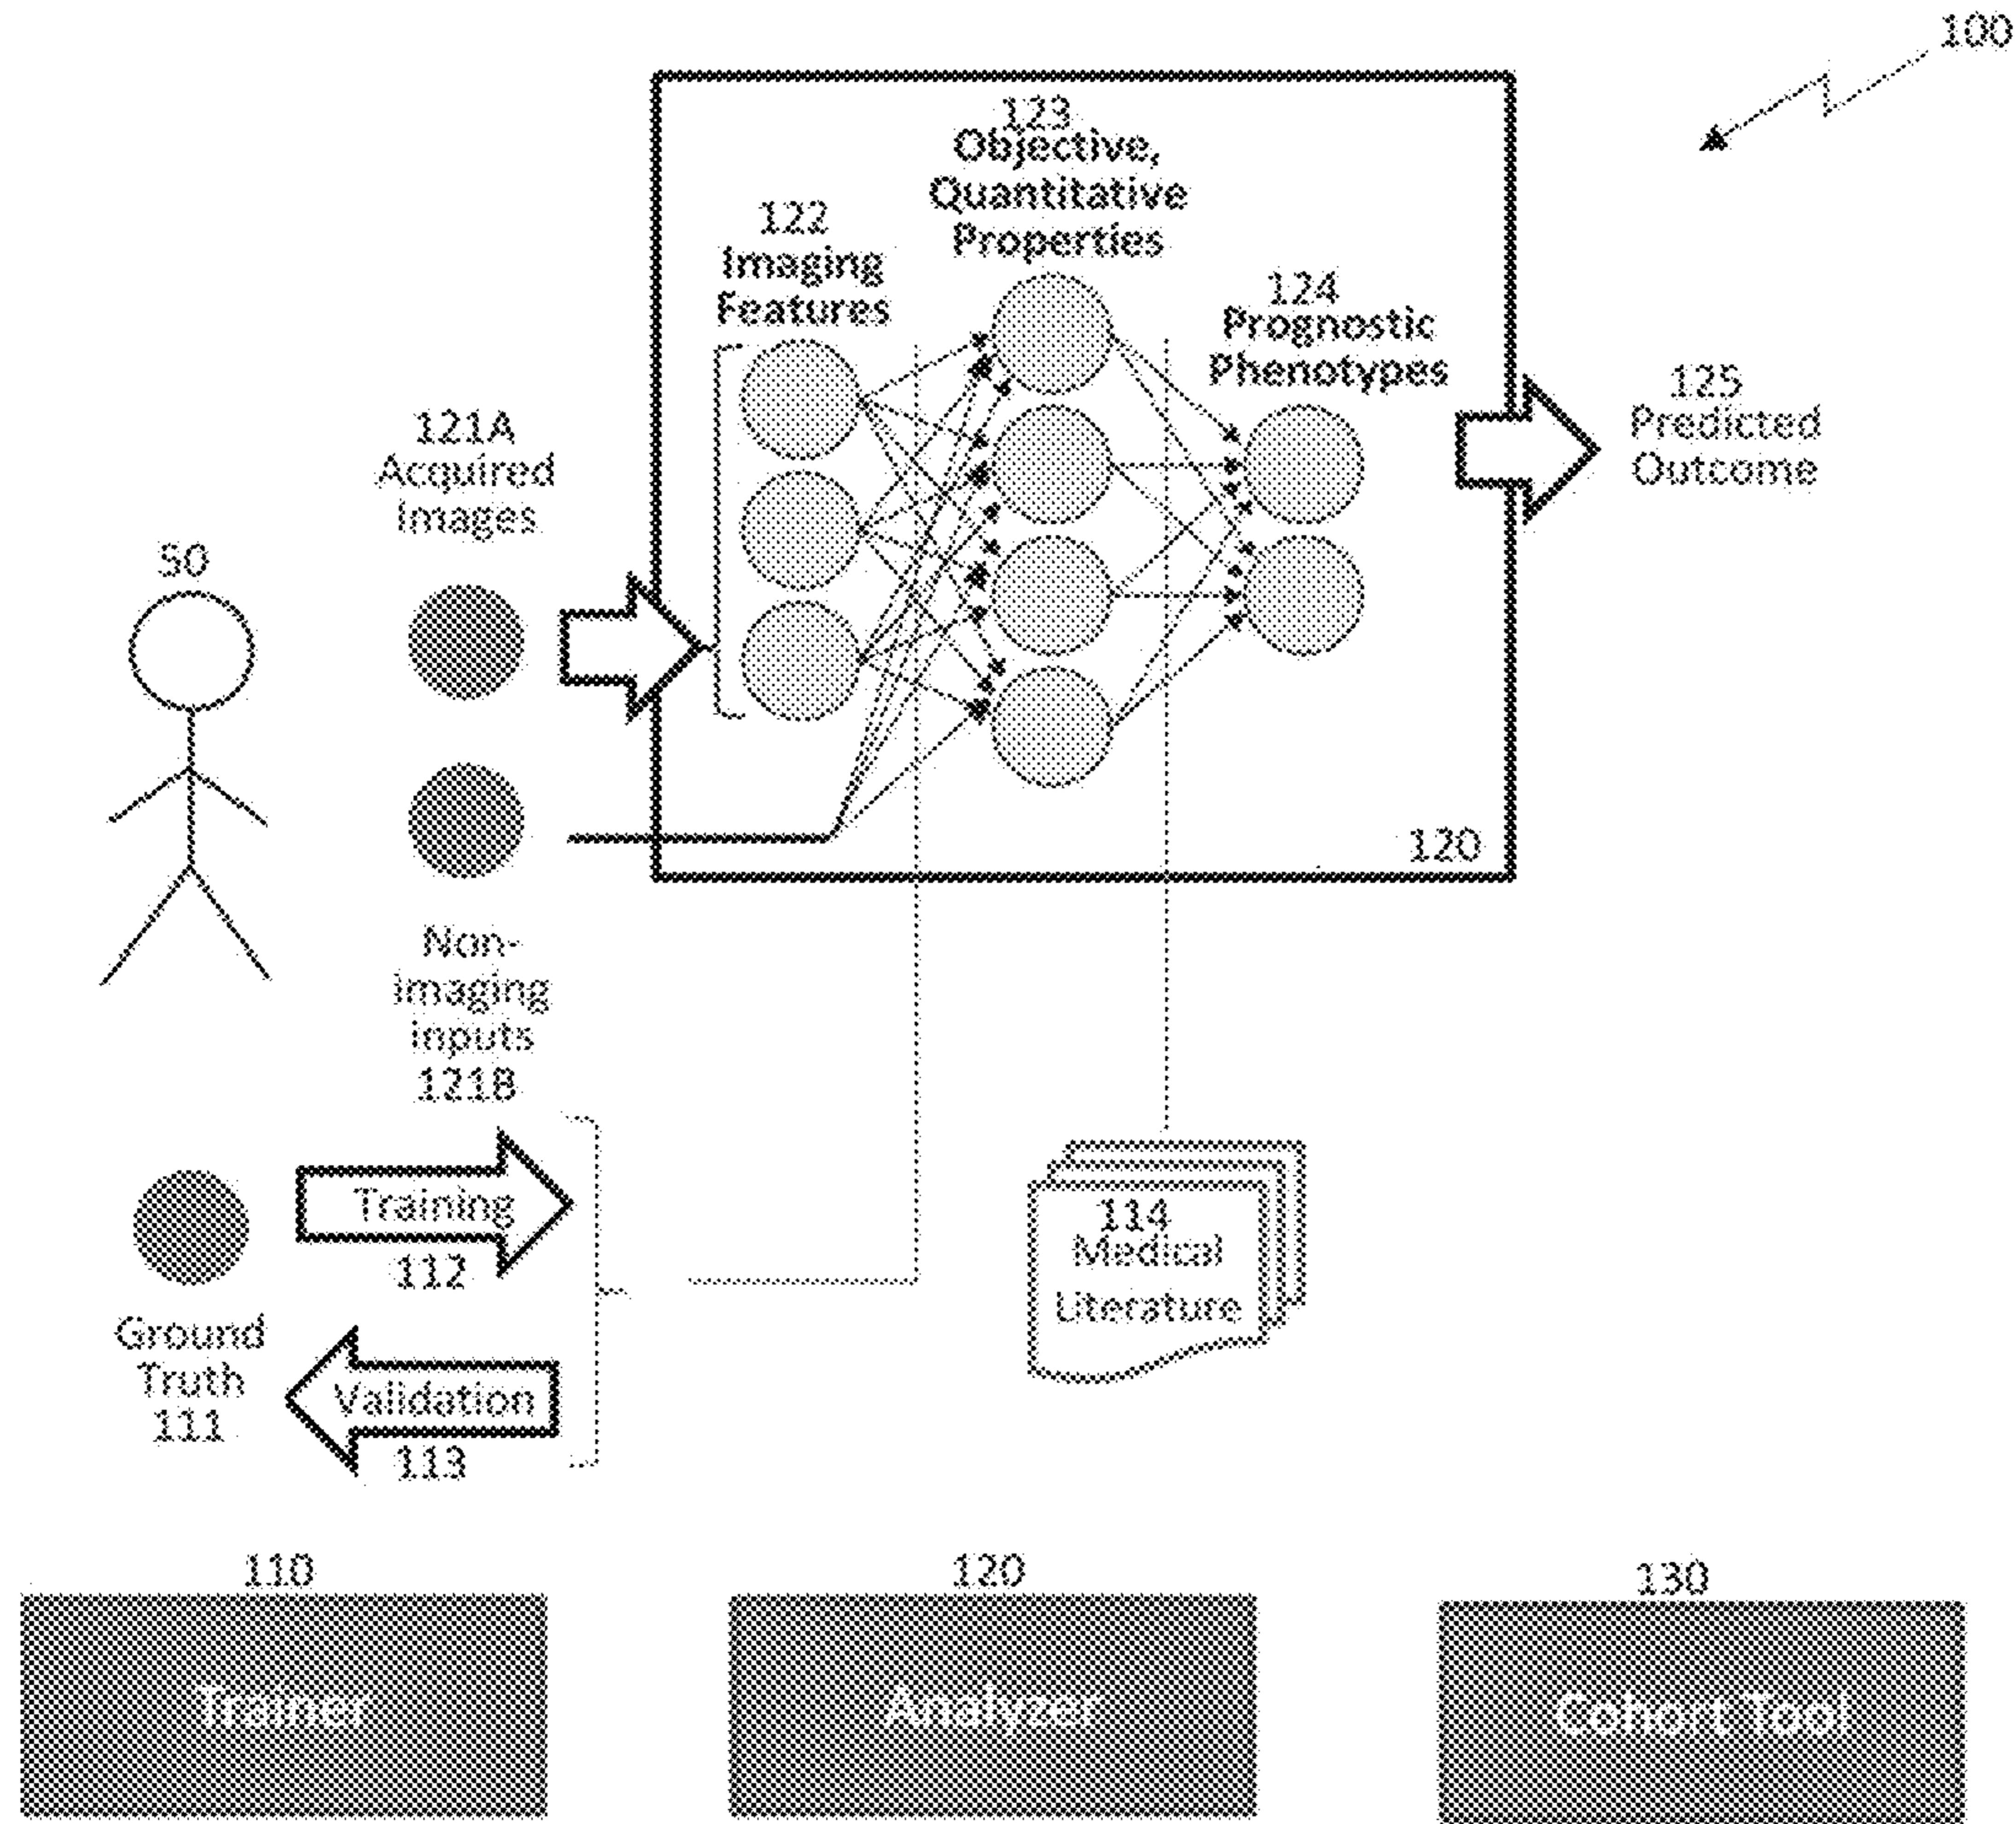 100
123
Objective,
Quantitative
Properties
122
Imaging
Features
124
Prognostic
Phenotypes
125
Predicted
Outcome
121A
Acquired
Images
50
120
Non-
imaging
inputs
121B
Training
112
Ground
Truth
111
Validation
113
114
Medical
Literature
110
Trainer
120
Analyzer
130
Cohort Tool